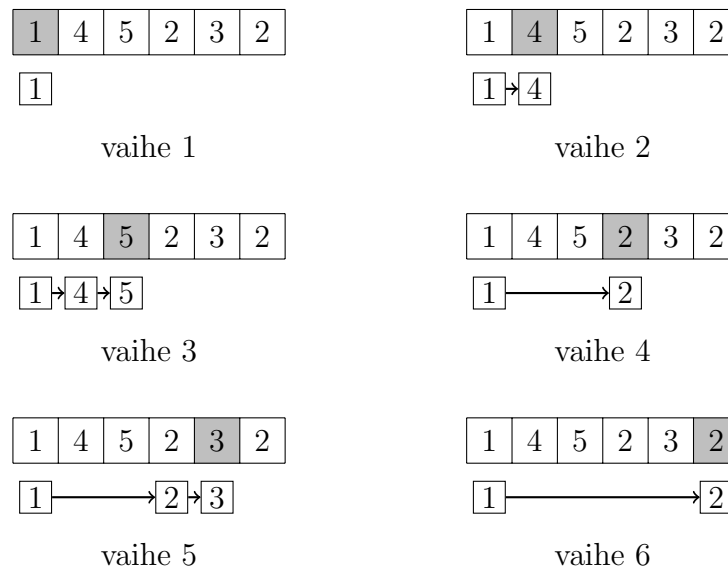 1 4 5 2 3 2
1
vaihe 1
1 4 5 2 3 2
1 4
vaihe 2
1 4 5 2 3 2
1 4 5
vaihe 3
1 4 5 2 3 2
1 2
vaihe 4
1 4 5 2 3 2
1 2 3
vaihe 5
1 4 5 2 3 2
1 2
vaihe 6